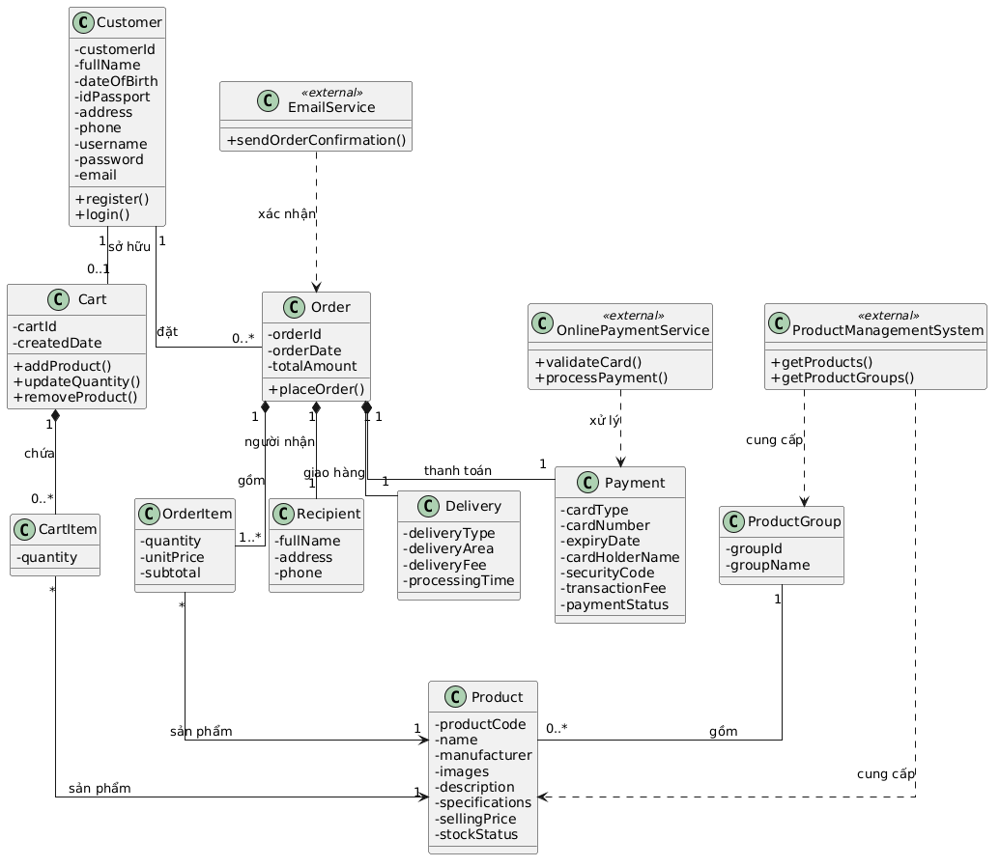 Customer
-customerId
-fullName
-dateOfBirth
-idPassport
-address
-phone
-username
-password
-email
+register()
+login()
«external»
EmailService
+sendOrderConfirmation()
xác nhận
1
sở hữu
1
0..1
đặt
0..*
Cart
-cartId
-createdDate
+addProduct()
+updateQuantity()
+removeProduct()
Order
-orderId
-orderDate
-totalAmount
+placeOrder()
«external»
OnlinePaymentService
+validateCard()
+processPayment()
«external»
ProductManagementSystem
+getProducts()
+getProductGroups()
1
chứa
0..*
1
gồm
1..*
1
người nhận
1
1
giao hàng
1
1
thanh toán
1
xử lý
cung cấp
cung cấp
CartItem
-quantity
OrderItem
-quantity
-unitPrice
-subtotal
Recipient
-fullName
-address
-phone
Delivery
-deliveryType
-deliveryArea
-deliveryFee
-processingTime
Payment
-cardType
-cardNumber
-expiryDate
-cardHolderName
-securityCode
-transactionFee
-paymentStatus
ProductGroup
-groupId
-groupName
*
sản phẩm
1
*
sản phẩm
1
1
gồm
0..*
Product
-productCode
-name
-manufacturer
-images
-description
-specifications
-sellingPrice
-stockStatus